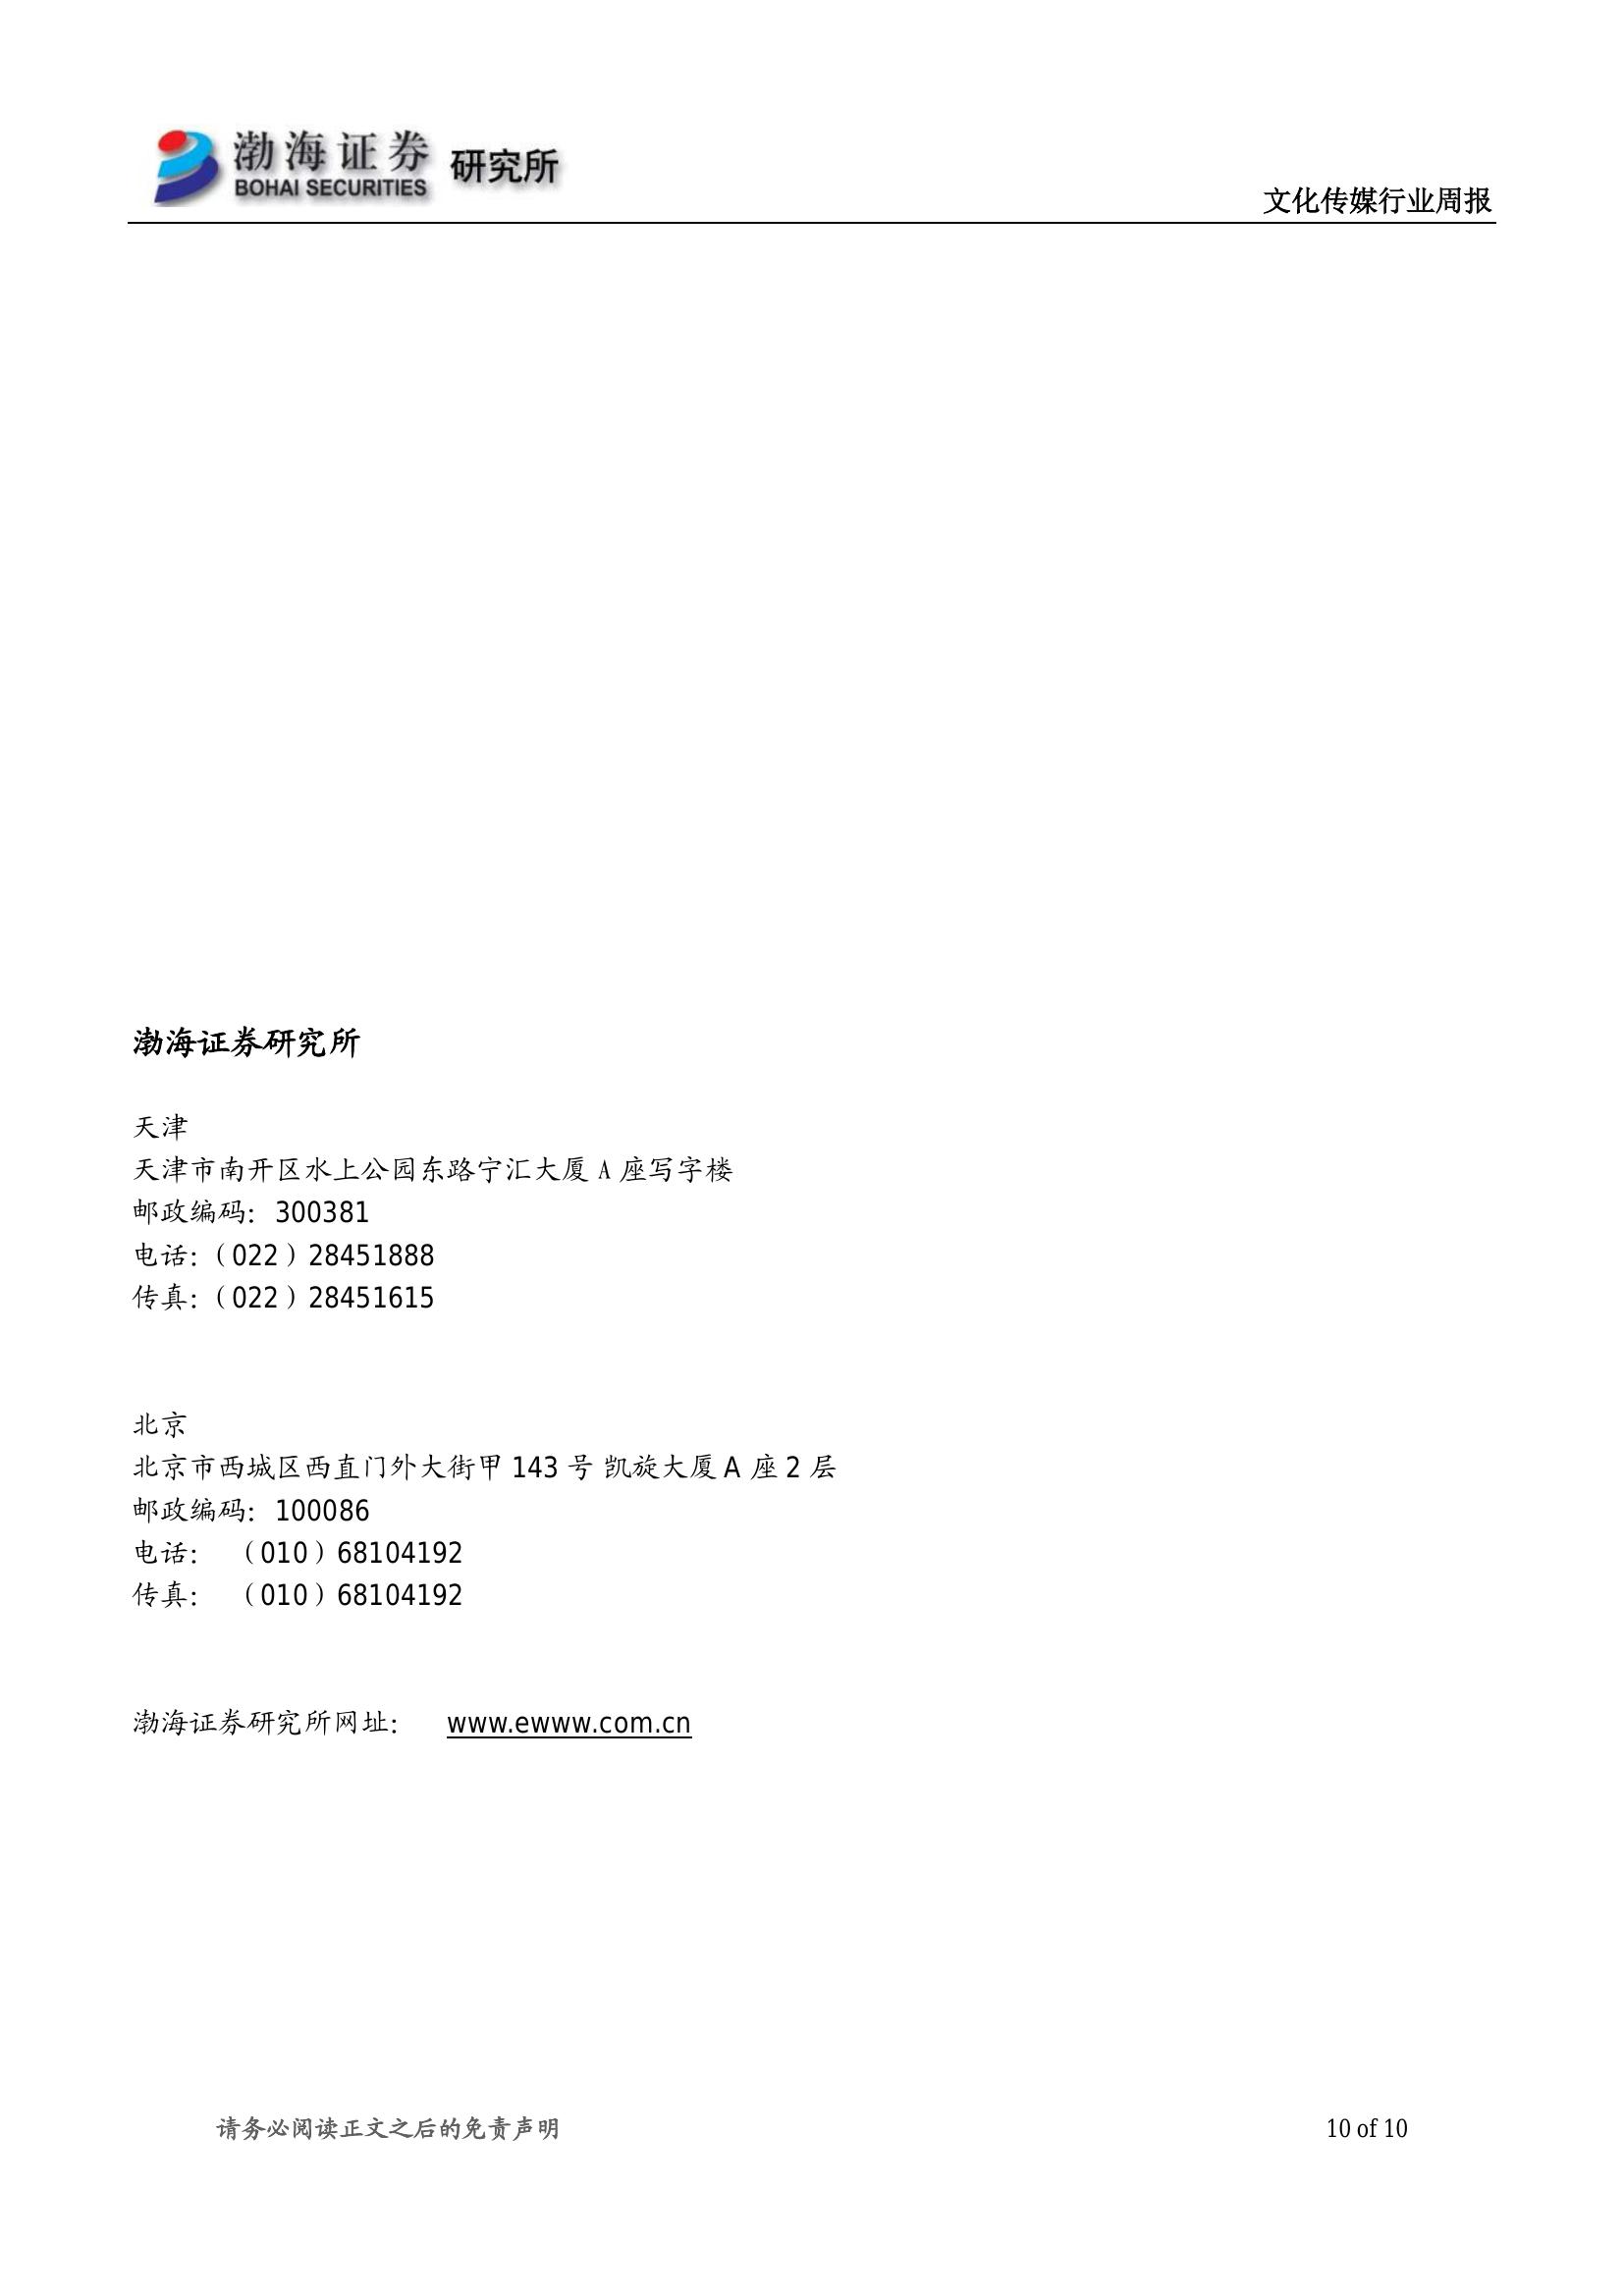 渤海证券 研究所
BOHAI SECURITIES
文化传媒行业周报
渤海证券研究所
天津
天津市南开区水上公园东路宁汇大厦 A 座写字楼
邮政编码：300381
电话：（022）28451888
传真：（022）28451615
北京
北京市西城区西直门外大街甲 143 号 凯旋大厦 A 座 2 层
邮政编码：100086
电话： （010）68104192
传真： （010）68104192
渤海证券研究所网址： www.ewww.com.cn
请务必阅读正文之后的免责声明 10 of 10